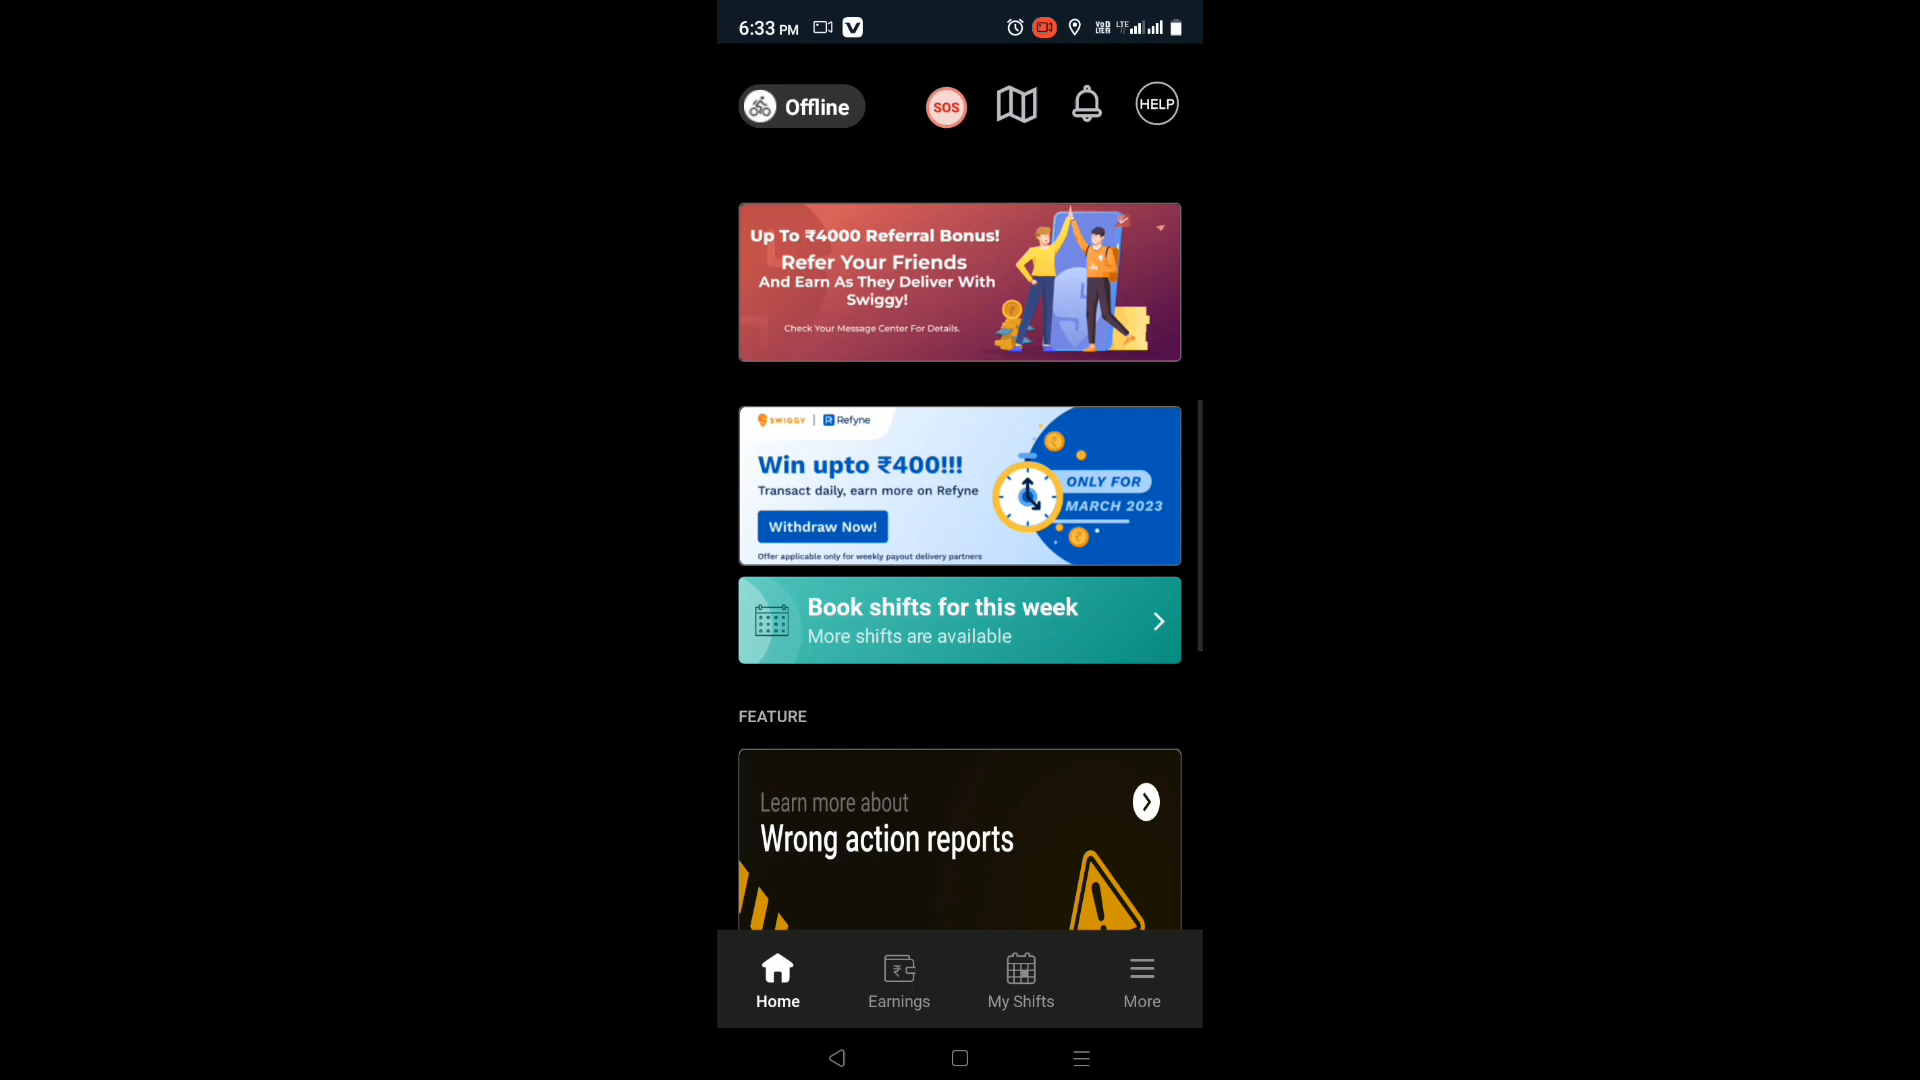 6:33 PM
VoD LTE
Offline
SOS
HELP
Up To ₹4000 Referral Bonus!
Refer Your Friends
And Earn As They Deliver With
Swiggy!
Check Your Message Center For Details.
SWIGGY | Refyne
Win upto ₹400!!!
Transact daily, earn more on Refyne
Withdraw Now!
Offer applicable only for weekly payout delivery partners
ONLY FOR
MARCH 2023
Book shifts for this week
More shifts are available
FEATURE
Learn more about
Wrong action reports
Home
Earnings
My Shifts
More